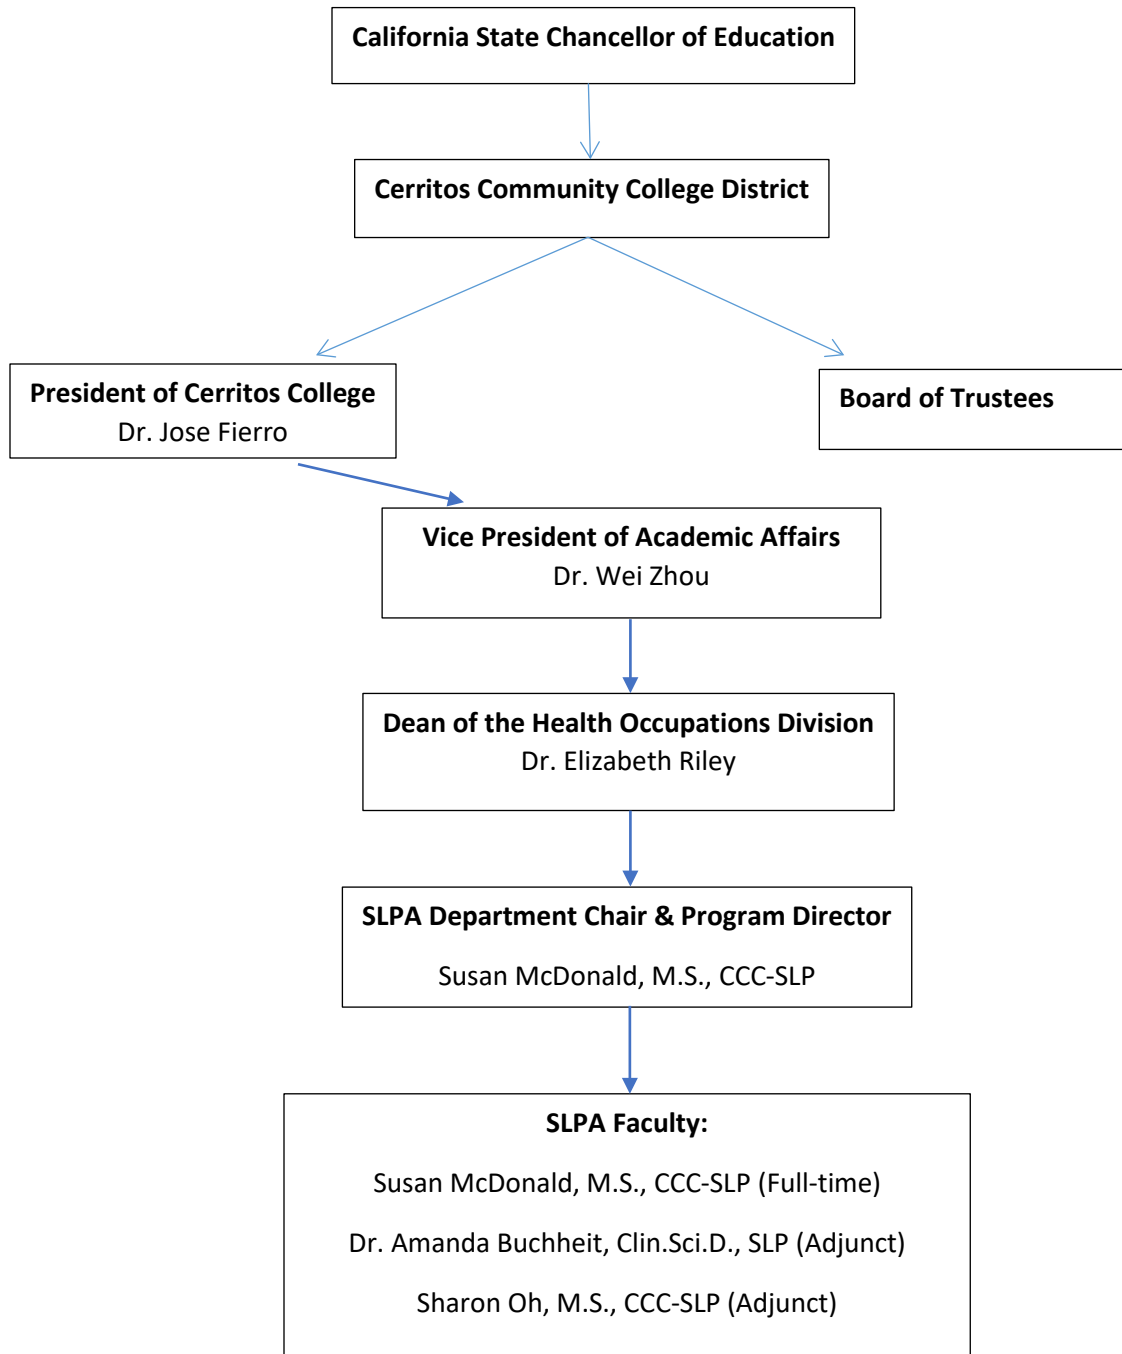 California State Chancellor of Education
Cerritos Community College District
President of Cerritos College
Dr. Jose Fierro
Board of Trustees
Vice President of Academic Affairs
Dr. Wei Zhou
Dean of the Health Occupations Division
Dr. Elizabeth Riley
SLPA Department Chair & Program Director
Susan McDonald, M.S., CCC-SLP
SLPA Faculty:
Susan McDonald, M.S., CCC-SLP (Full-time)
Dr. Amanda Buchheit, Clin.Sci.D., SLP (Adjunct)
Sharon Oh, M.S., CCC-SLP (Adjunct)